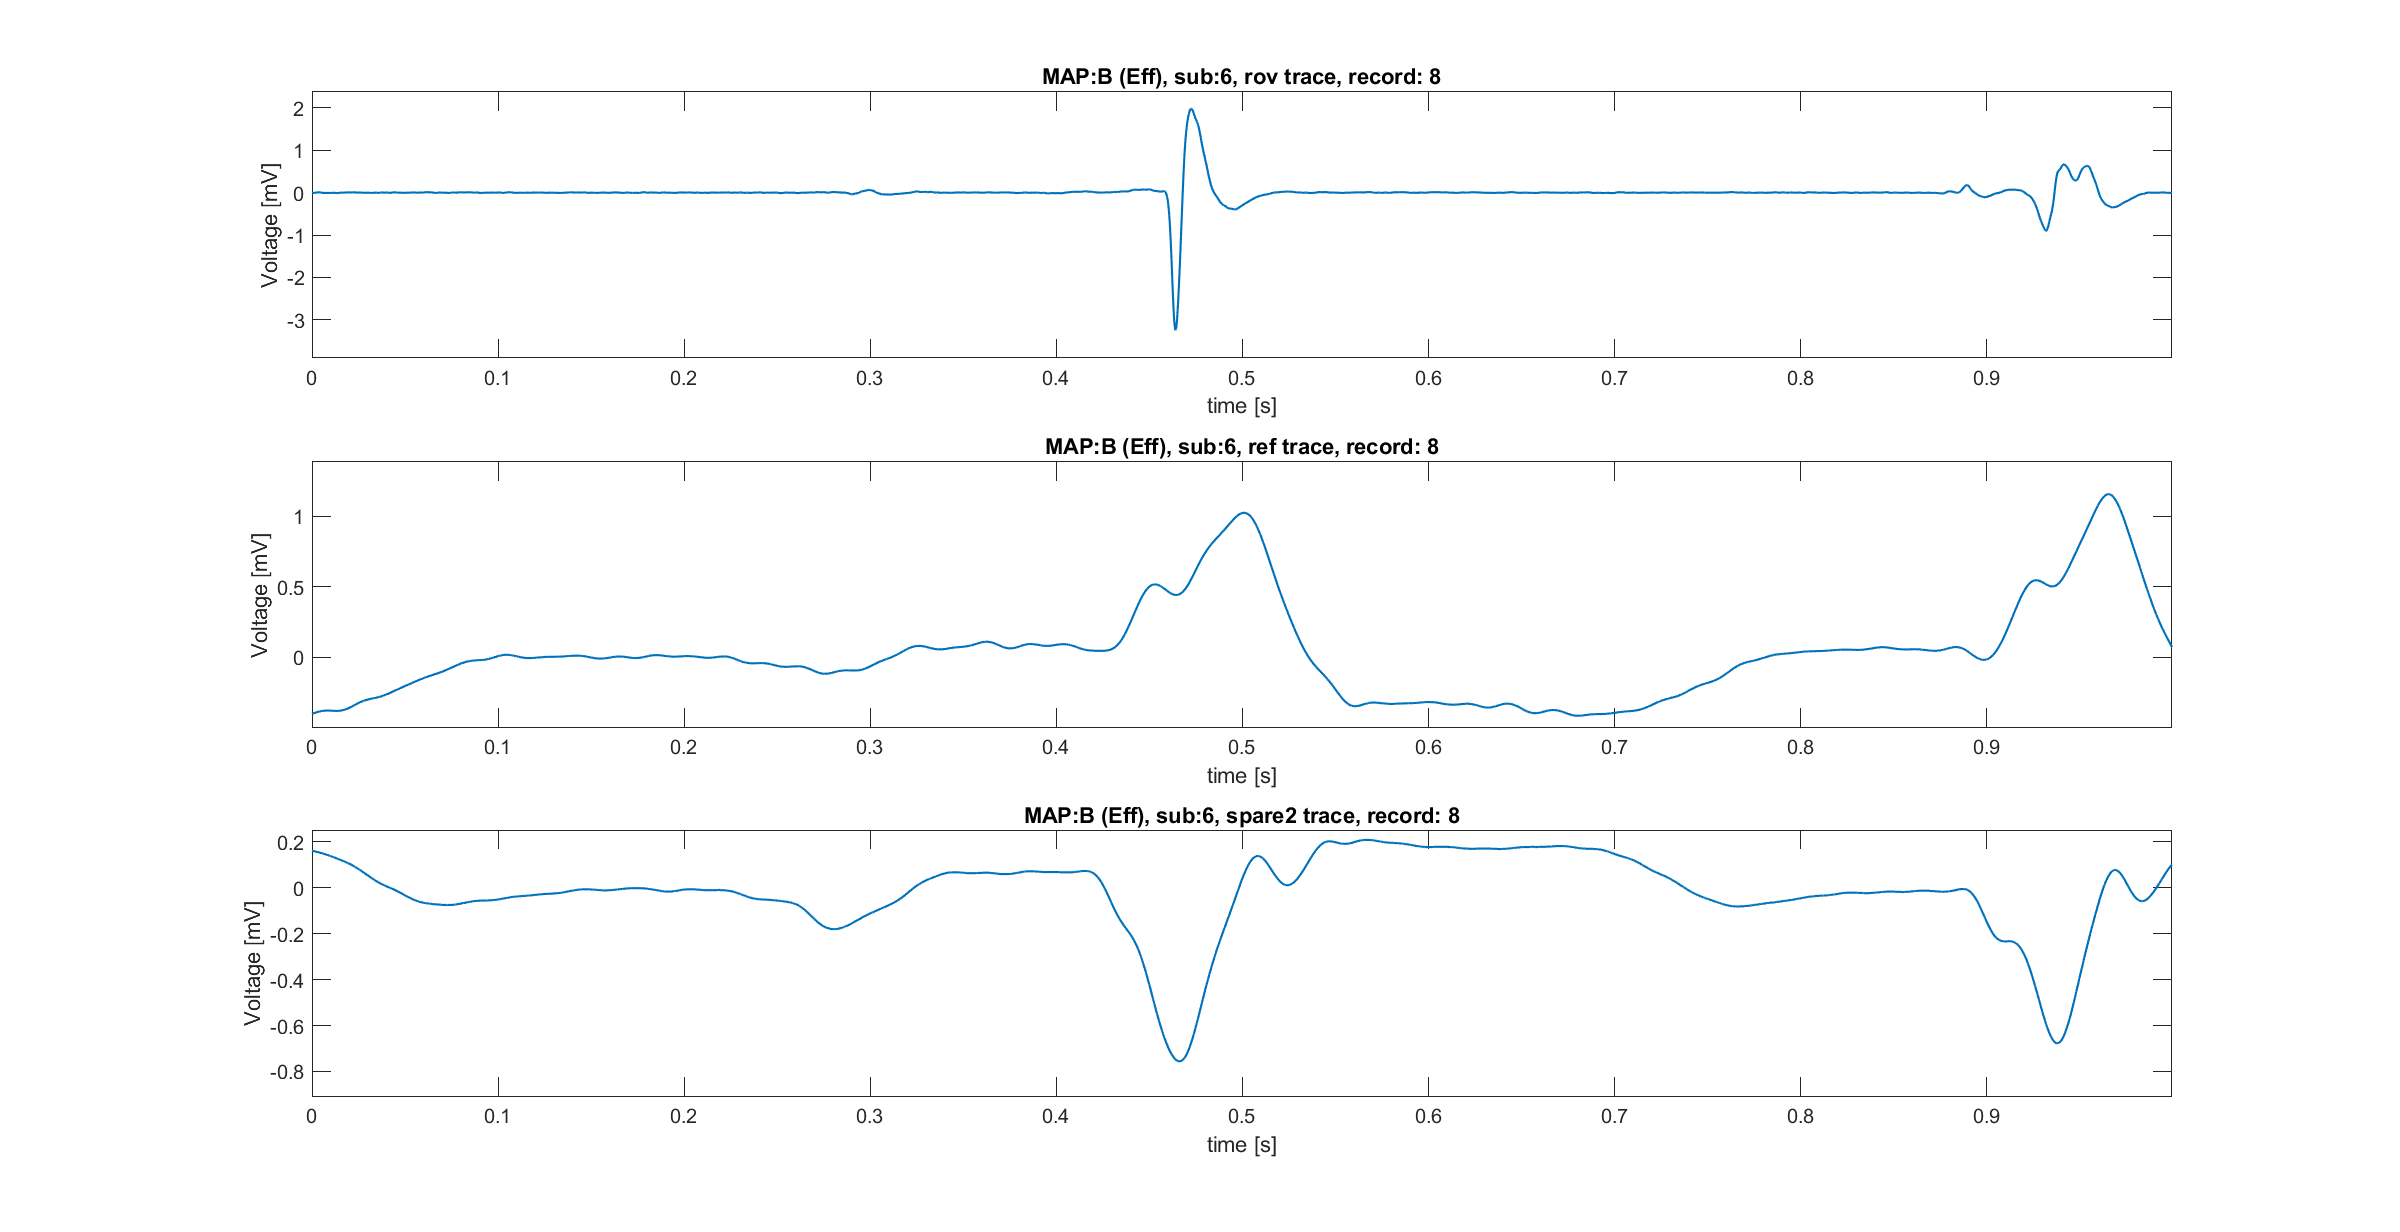 MAP:B (Eff), sub:6, rov trace, record: 8
Voltage [mV]
2
1
0
-1
-2
-3
0 0.1 0.2 0.3 0.4 0.5 0.6 0.7 0.8 0.9
time [s]
MAP:B (Eff), sub:6, ref trace, record: 8
Voltage [mV]
1
0.5
0
0 0.1 0.2 0.3 0.4 0.5 0.6 0.7 0.8 0.9
time [s]
MAP:B (Eff), sub:6, spare2 trace, record: 8
Voltage [mV]
0.2
0
-0.2
-0.4
-0.6
-0.8
0 0.1 0.2 0.3 0.4 0.5 0.6 0.7 0.8 0.9
time [s]